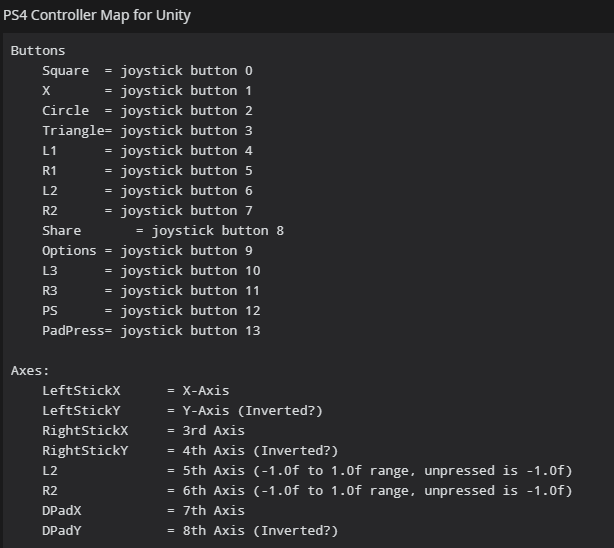 PS4 Controller Map for Unity
Buttons
Square = joystick button 0
X = joystick button 1
Circle = joystick button 2
Triangle= joystick button 3
L1 = joystick button 4
R1 = joystick button 5
L2 = joystick button 6
R2 = joystick button 7
Share = joystick button 8
Options = joystick button 9
L3 = joystick button 10
R3 = joystick button 11
PS = joystick button 12
PadPress= joystick button 13
Axes:
LeftStickX = X-Axis
LeftStickY = Y-Axis (Inverted?)
RightStickX = 3rd Axis
RightStickY = 4th Axis (Inverted?)
L2 = 5th Axis (-1.0f to 1.0f range, unpressed is -1.0f)
R2 = 6th Axis (-1.0f to 1.0f range, unpressed is -1.0f)
DPadX = 7th Axis
DPadY = 8th Axis (Inverted?)